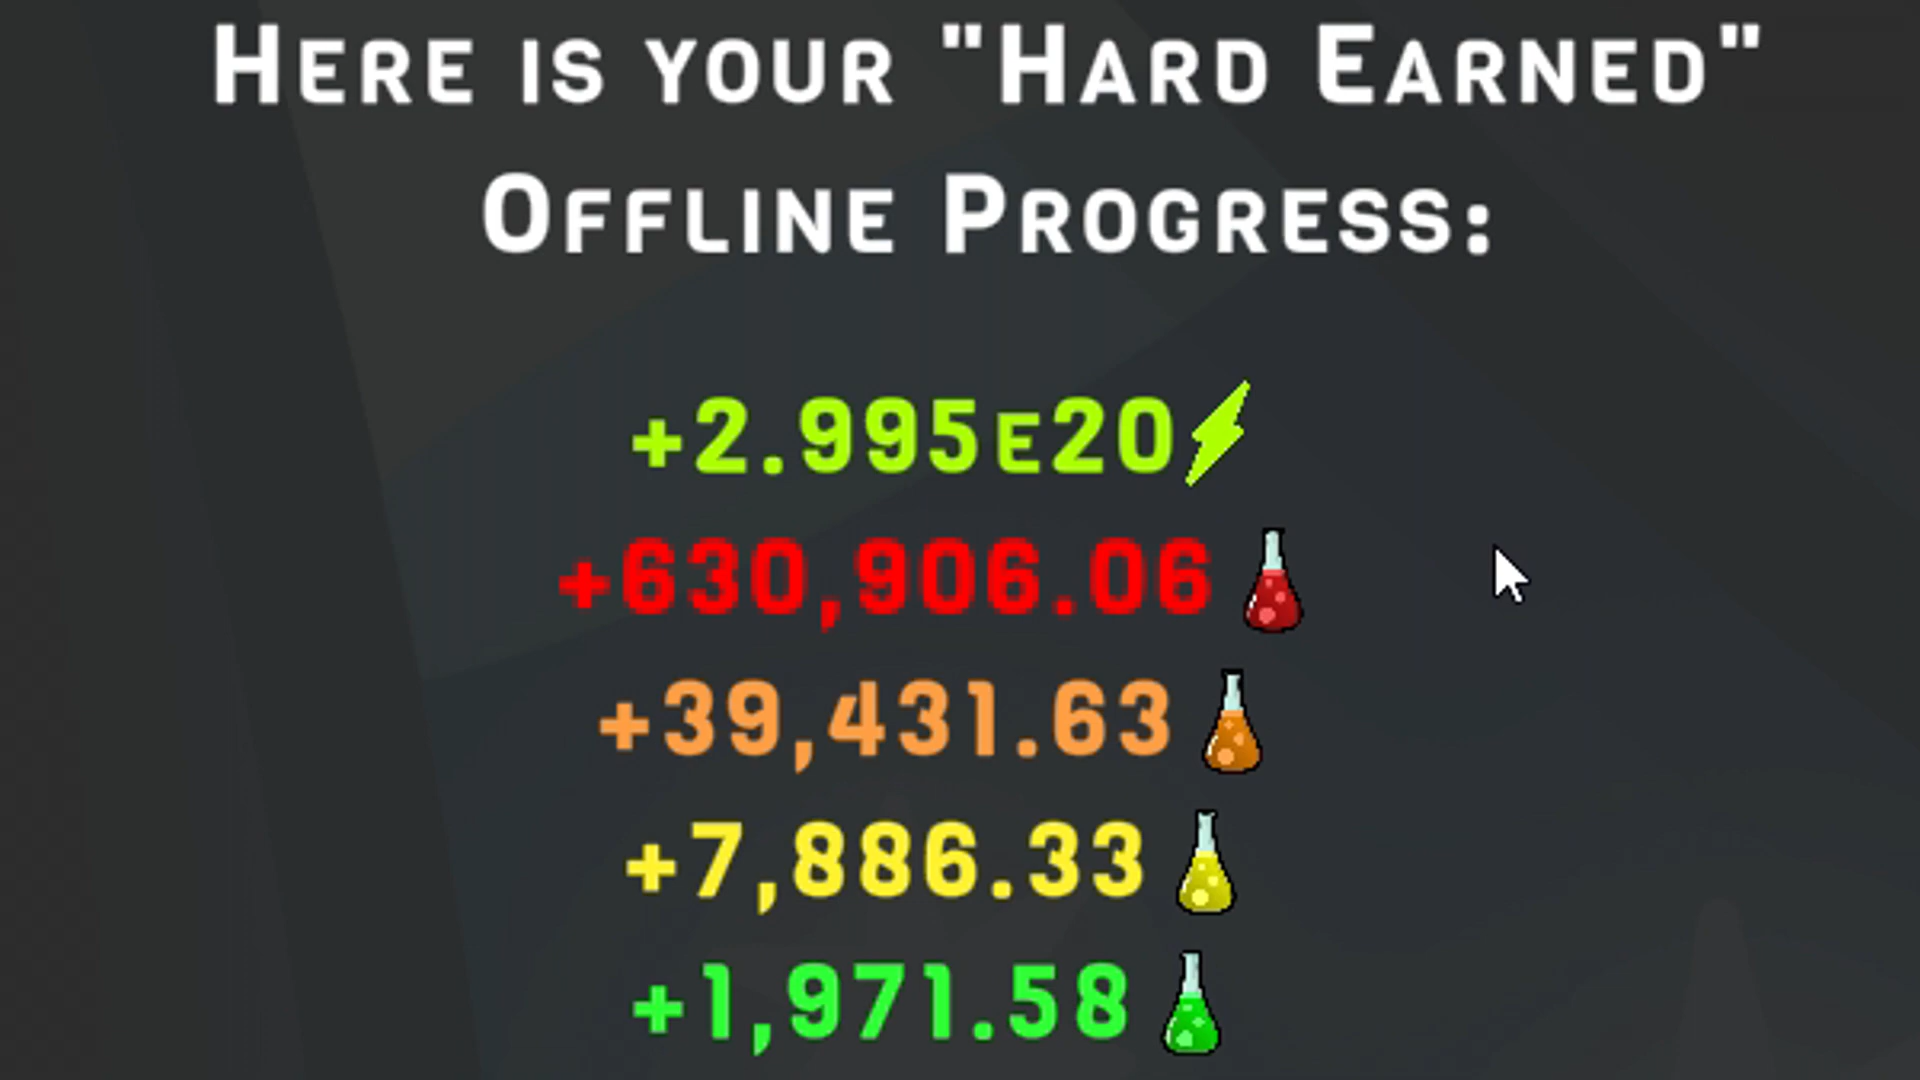 Here is your "Hard Earned"
Offline Progress:
+2.995e20
+630,906.06
+39,431.63
+7,886.33
+1,971.58